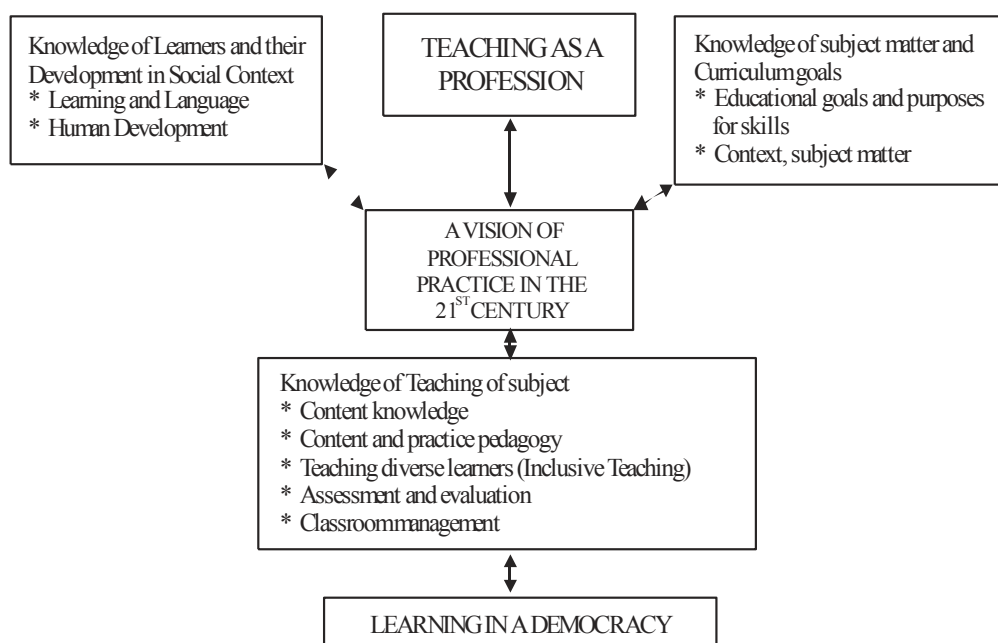 Knowledge of Learners and their
Development in Social Context
* Learning and Language
* Human Development
TEACHING AS A
PROFESSION
Knowledge of subject matter and
Curriculum goals
* Educational goals and purposes
for skills
* Context, subject matter
A VISION OF
PROFESSIONAL
PRACTICE IN THE
21ST CENTURY
Knowledge of Teaching of subject
* Content knowledge
* Content and practice pedagogy
* Teaching diverse learners (Inclusive Teaching)
* Assessment and evaluation
* Classroom management
LEARNING IN A DEMOCRACY